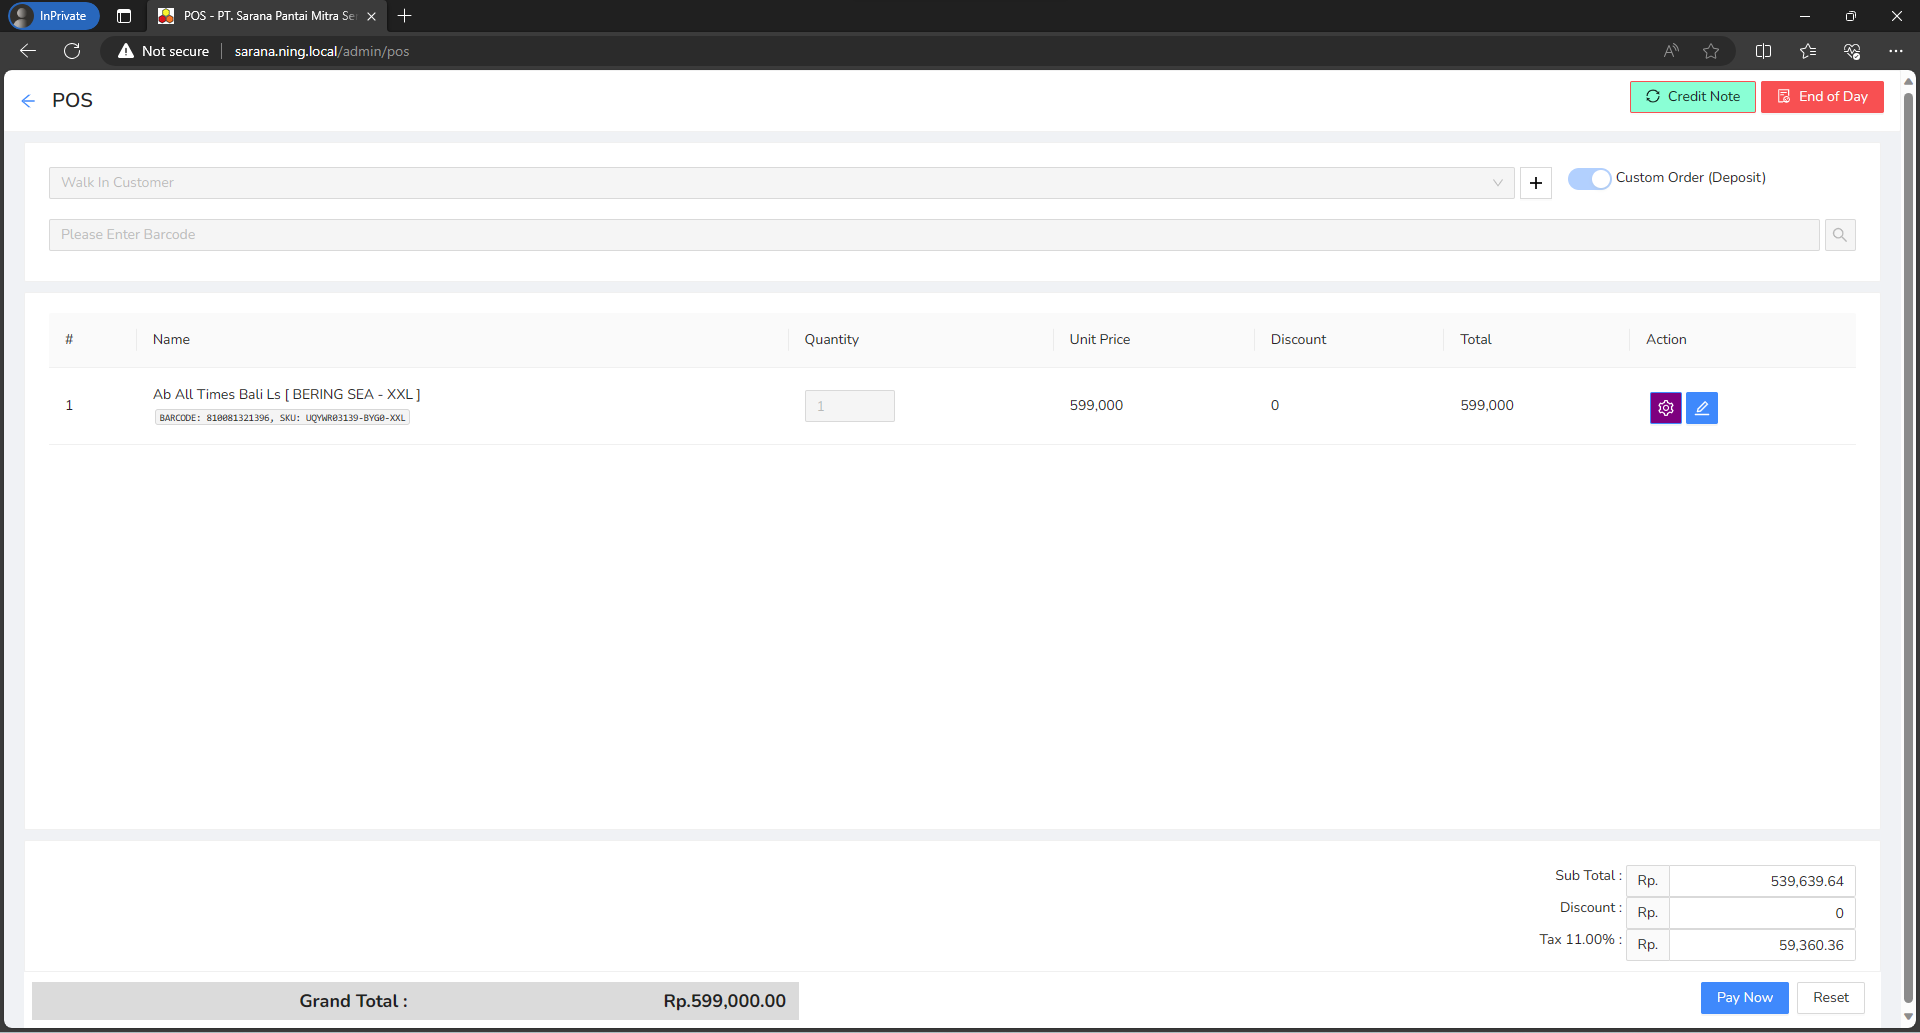 InPrivate
POS - PT. Sarana Pantai Mitra Se
Not secure
sarana.ning.local/admin/pos
POS
Credit Note
End of Day
Walk In Customer
Custom Order (Deposit)
Please Enter Barcode
# Name Quantity Unit Price Discount Total Action
1 Ab All Times Bali Ls [ BERING SEA - XXL ] 1 599,000 0 599,000
BARCODE: 810081321396, SKU: UQYWR03139-BYG0-XXL
Sub Total : Rp. 539,639.64
Discount : Rp. 0
Tax 11.00% : Rp. 59,360.36
Grand Total : Rp.599,000.00
Pay Now
Reset